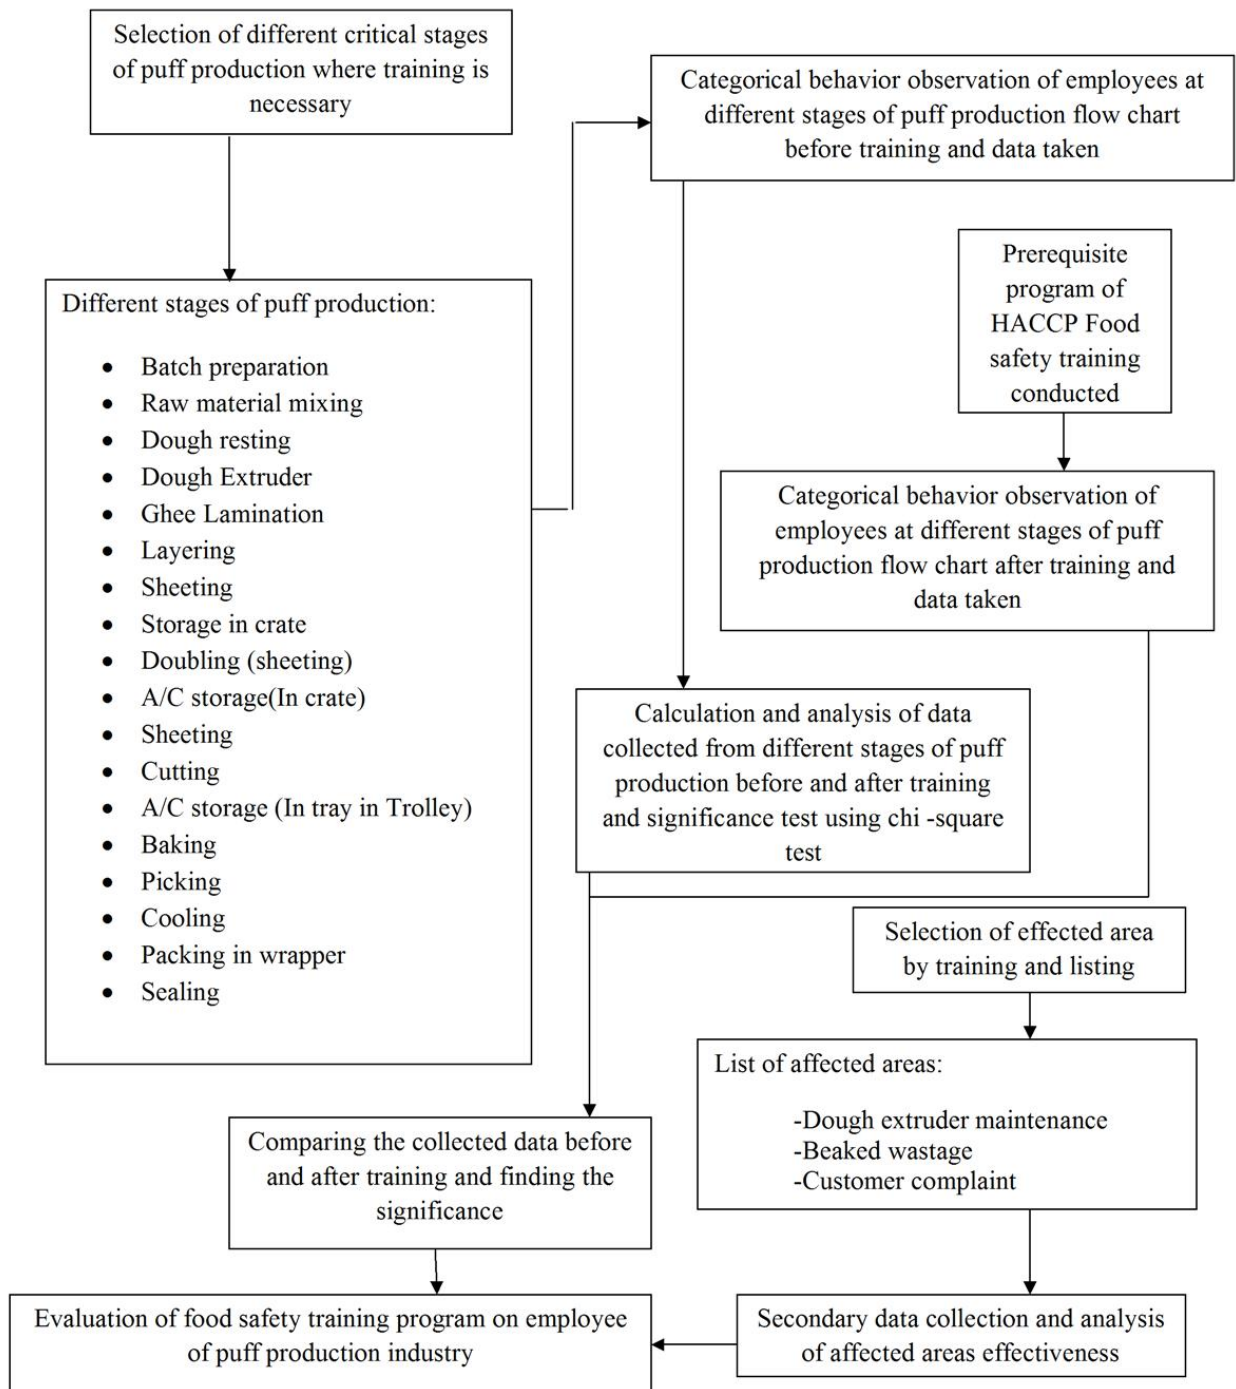 Selection of different critical stages
of puff production where training is
necessary
Categorical behavior observation of employees at
different stages of puff production flow chart
before training and data taken
Different stages of puff production:
• Batch preparation
• Raw material mixing
• Dough resting
• Dough Extruder
• Ghee Lamination
• Layering
• Sheeting
• Storage in crate
• Doubling (sheeting)
• A/C storage(In crate)
• Sheeting
• Cutting
• A/C storage (In tray in Trolley)
• Baking
• Picking
• Cooling
• Packing in wrapper
• Sealing
Prerequisite
program of
HACCP Food
safety training
conducted
Categorical behavior observation of
employees at different stages of puff
production flow chart after training and
data taken
Calculation and analysis of data
collected from different stages of puff
production before and after training
and significance test using chi -square
test
Selection of effected area
by training and listing
List of affected areas:
-Dough extruder maintenance
-Beaked wastage
-Customer complaint
Comparing the collected data before
and after training and finding the
significance
Evaluation of food safety training program on employee
of puff production industry
Secondary data collection and analysis
of affected areas effectiveness